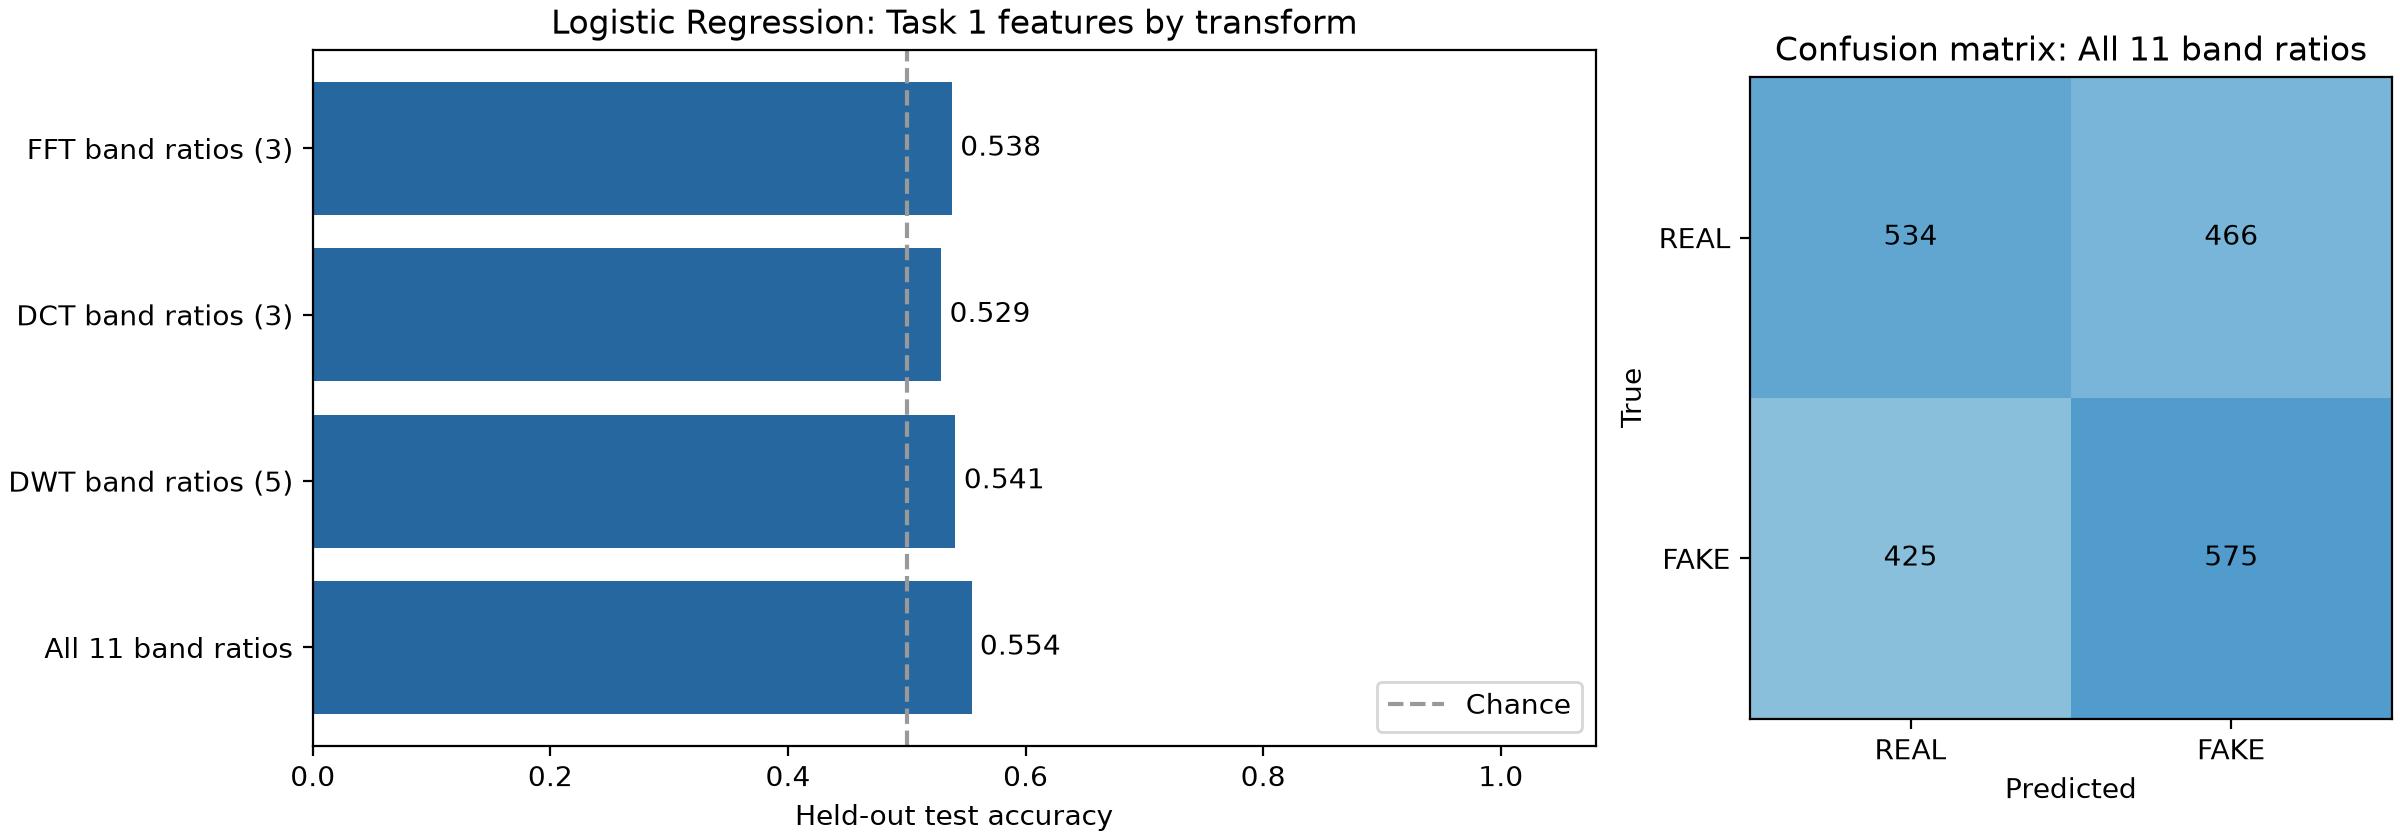 Logistic Regression: Task 1 features by transform
FFT band ratios (3)
0.538
DCT band ratios (3)
0.529
DWT band ratios (5)
0.541
All 11 band ratios
0.554
Chance
0.0 0.2 0.4 0.6 0.8 1.0
Held-out test accuracy
Confusion matrix: All 11 band ratios
True
REAL
534 466
FAKE
425 575
REAL FAKE
Predicted